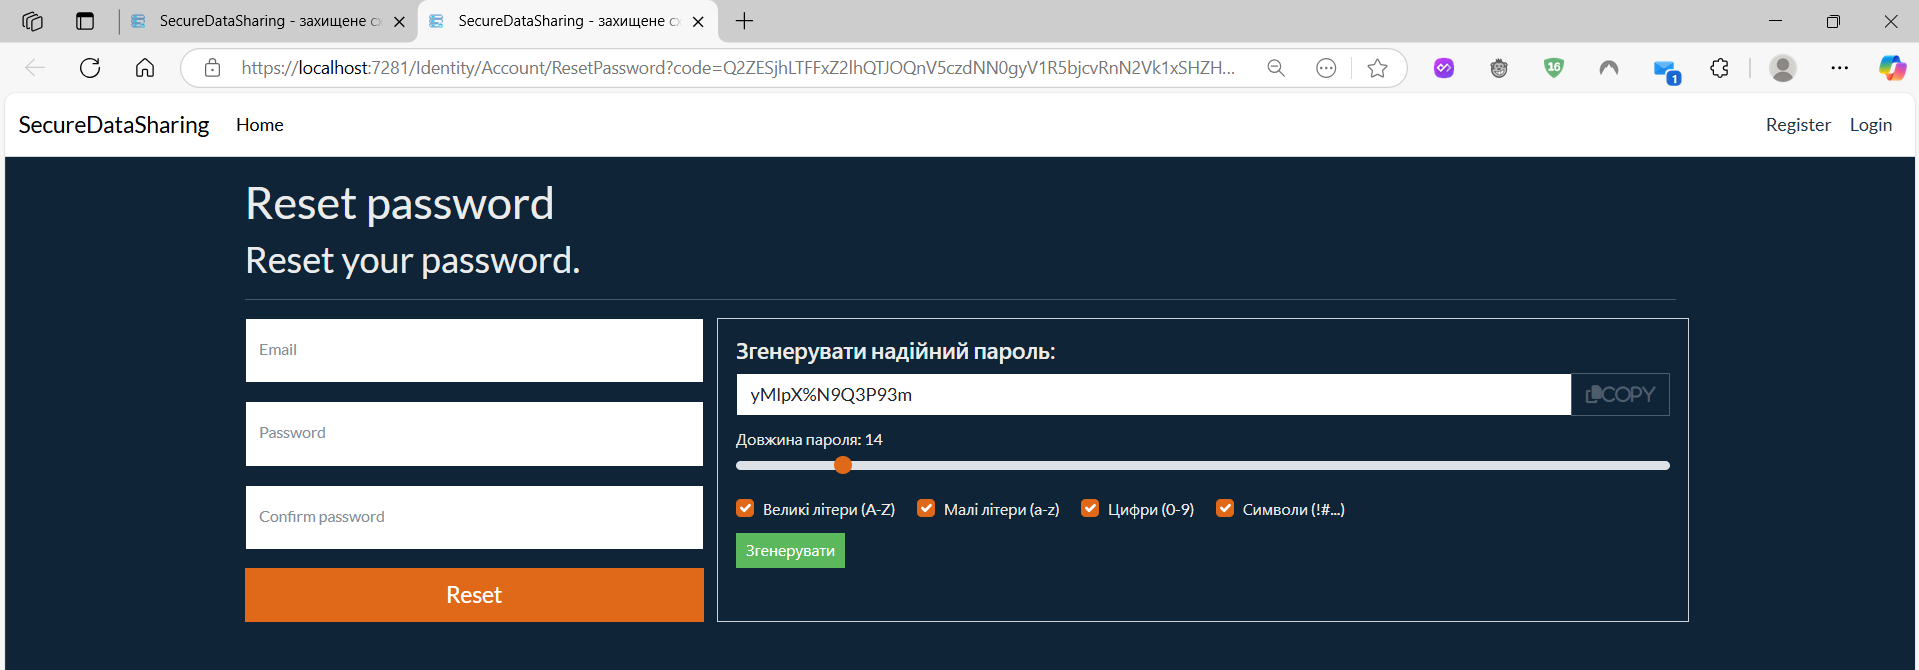 SecureDataSharing - захищене сх
SecureDataSharing - захищене сх
https://localhost:7281/Identity/Account/ResetPassword?code=Q2ZESjhLTFFxZ2lhQTJOQnV5czdNN0gyV1R5bjcvRnN2Vk1xSHZH...
16
1
SecureDataSharing Home Register Login
Reset password
Reset your password.
Email
Password
Confirm password
Reset
Згенерувати надійний пароль:
yMlpX%N9Q3P93m COPY
Довжина пароля: 14
Великі літери (A-Z) Малі літери (a-z) Цифри (0-9) Символи (!#...)
Згенерувати